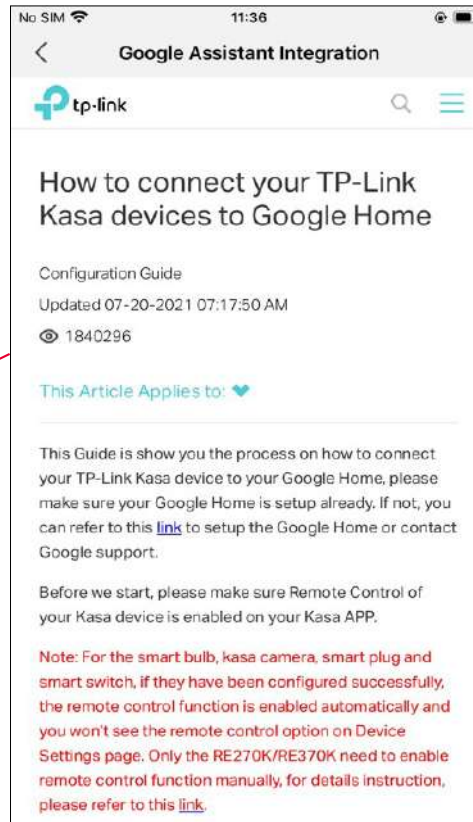 No SIM 11:36
Google Assistant Integration
tp-link
How to connect your TP-Link
Kasa devices to Google Home
Configuration Guide
Updated 07-20-2021 07:17:50 AM
1840296
This Article Applies to:
This Guide is show you the process on how to connect
your TP-Link Kasa device to your Google Home, please
make sure your Google Home is setup already. If not, you
can refer to this link to setup the Google Home or contact
Google support.
Before we start, please make sure Remote Control of
your Kasa device is enabled on your Kasa APP.
Note: For the smart bulb, kasa camera, smart plug and
smart switch, if they have been configured successfully,
the remote control function is enabled automatically and
you won't see the remote control option on Device
Settings page. Only the RE270K/RE370K need to enable
remote control function manually, for details instruction,
please refer to this link.